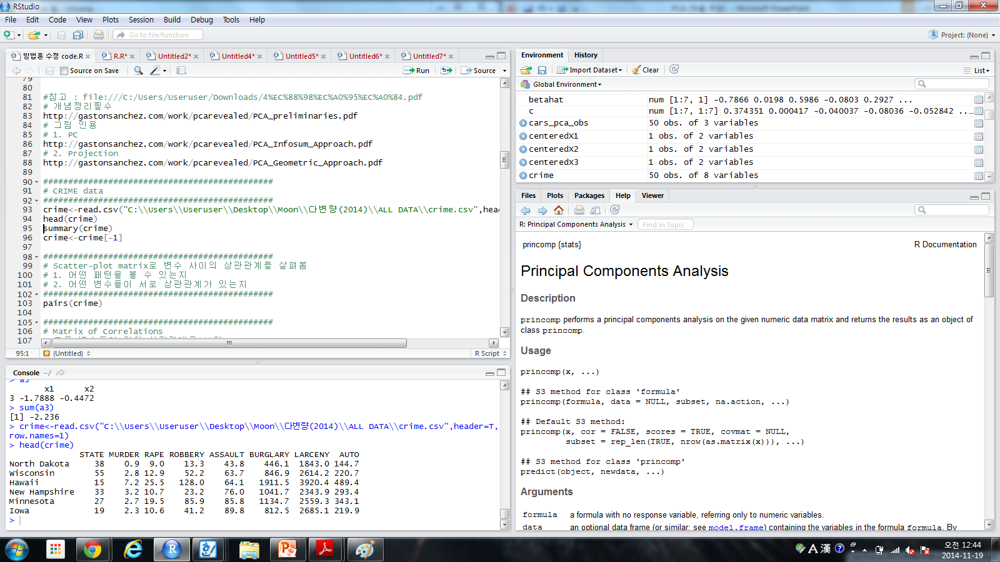 RStudio
File Edit Code View Plots Session Build Debug Tools Help
Go to file/function
Project: (None)
방법론 수정 code.R
R.R*
Untitled2*
Untitled4*
Untitled5*
Untitled6*
Untitled7*
Source on Save
Run
Source
79
80
81 #참고 : file:///C:/Users/Useruser/Downloads/4%EC%88%98%EC%A0%95%EC%A0%84.pdf
82 # 개념정리필수
83 http://gastonsanchez.com/work/pcarevealed/PCA_preliminaries.pdf
84 # 그림 인용
85 # 1. PC
86 http://gastonsanchez.com/work/pcarevealed/PCA_Infosum_Approach.pdf
87 # 2. Projection
88 http://gastonsanchez.com/work/pcarevealed/PCA_Geometric_Approach.pdf
89
90 ##############################################
91 # CRIME data
92 ##############################################
93 crime<-read.csv("C:\\Users\\Useruser\\Desktop\\Moon\\다변량(2014)\\ALL DATA\\crime.csv",hea
94 head(crime)
95 summary(crime)
96 crime<-crime[-1]
97
98 ##############################################
99 # Scatter-plot matrix로 변수 사이의 상관관계를 살펴봄
100 # 1. 어떤 패턴을 볼 수 있는지
101 # 2. 어떤 변수들이 서로 상관관계가 있는지
102 ##############################################
103 pairs(crime)
104
105 ##############################################
106 # Matrix of Correlations
107
95:1 # (Untitled) R Script
Console ~/
> a3
x1 x2
3 -1.7888 -0.4472
> sum(a3)
[1] -2.236
> crime<-read.csv("C:\\Users\\Useruser\\Desktop\\Moon\\다변량(2014)\\ALL DATA\\crime.csv",header=T,
row.names=1)
> head(crime)
STATE MURDER RAPE ROBBERY ASSAULT BURGLARY LARCENY AUTO
North Dakota 38 0.9 9.0 13.3 43.8 446.1 1843.0 144.7
Wisconsin 55 2.8 12.9 52.2 63.7 846.9 2614.2 220.7
Hawaii 15 7.2 25.5 128.0 64.1 1911.5 3920.4 489.4
New Hampshire 33 3.2 10.7 23.2 76.0 1041.7 2343.9 293.4
Minnesota 27 2.7 19.5 85.9 85.8 1134.7 2559.3 343.1
Iowa 19 2.3 10.6 41.2 89.8 812.5 2685.1 219.9
>
Environment History
Import Dataset Clear List
Global Environment
betahat num [1:7, 1] -0.7866 0.0198 0.5986 -0.0803 0.2927 ...
c num [1:7, 1:7] 0.374351 0.000417 -0.040037 -0.08036 -0.052842 ...
cars_pca_obs 50 obs. of 3 variables
centeredX1 1 obs. of 2 variables
centeredX2 1 obs. of 2 variables
centeredX3 1 obs. of 2 variables
crime 50 obs. of 8 variables
Files Plots Packages Help Viewer
R: Principal Components Analysis Find in Topic
princomp {stats} R Documentation
Principal Components Analysis
Description
princomp performs a principal components analysis on the given numeric data matrix and returns the results as an object of
class princomp.
Usage
princomp(x, ...)
## S3 method for class 'formula'
princomp(formula, data = NULL, subset, na.action, ...)
## Default S3 method:
princomp(x, cor = FALSE, scores = TRUE, covmat = NULL,
subset = rep_len(TRUE, nrow(as.matrix(x))), ...)
## S3 method for class 'princomp'
predict(object, newdata, ...)
Arguments
formula a formula with no response variable, referring only to numeric variables.
data an optional data frame (or similar: see model.frame) containing the variables in the formula formula. By
A 漢
오전 12:44
2014-11-19